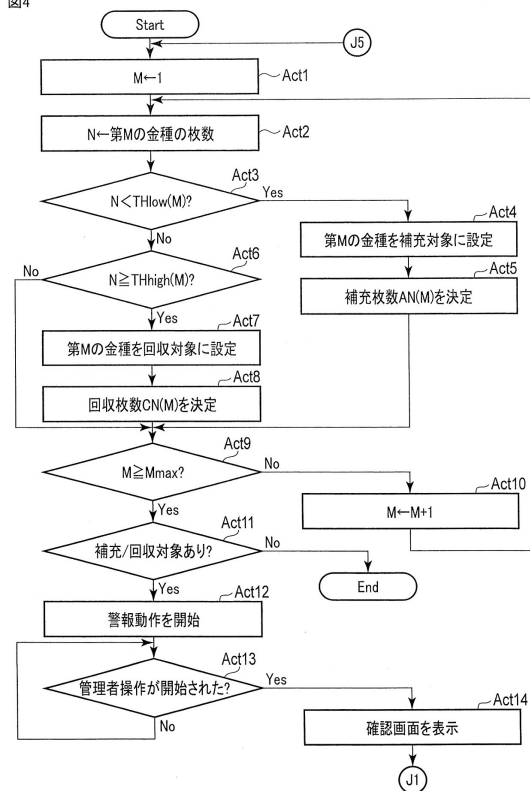 図4
Start
J5
M←1
Act1
N←第Mの金種の枚数
Act2
Act3
N<THlow(M)?
Yes
No
Act4
第Mの金種を補充対象に設定
Act5
補充枚数AN(M)を決定
Act6
No
N≧THhigh(M)?
Yes
Act7
第Mの金種を回収対象に設定
Act8
回収枚数CN(M)を決定
Act9
M≧Mmax?
No
Yes
Act10
M←M+1
Act11
補充/回収対象あり?
No
Yes
End
Act12
警報動作を開始
Act13
管理者操作が開始された?
Yes
No
Act14
確認画面を表示
J1